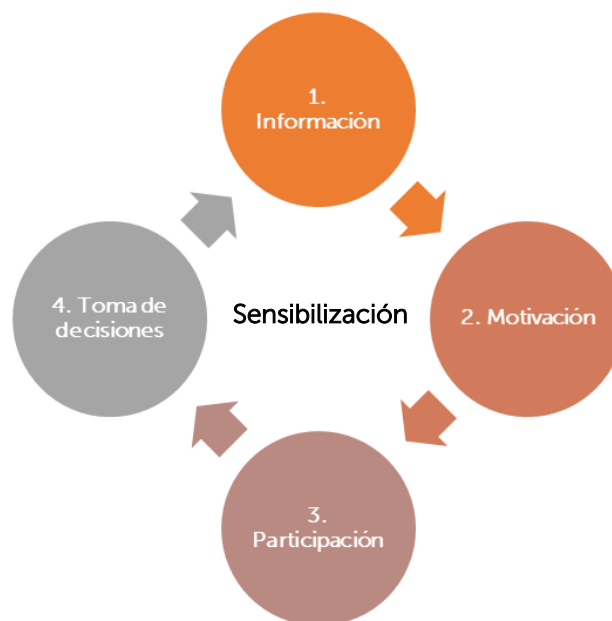 1.
Información
4. Toma de
decisiones
Sensibilización
2. Motivación
3.
Participación